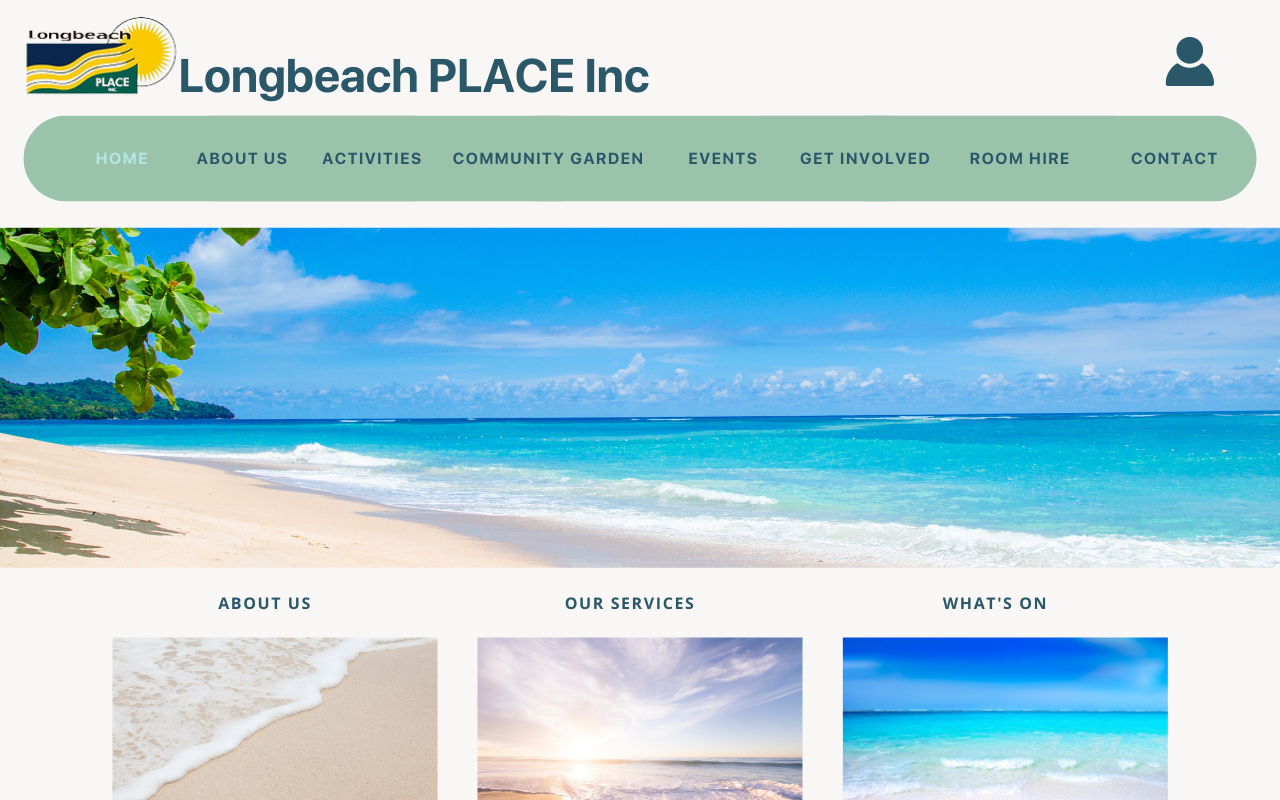 Longbeach
PLACE
INC.
Longbeach PLACE Inc
HOME ABOUT US ACTIVITIES COMMUNITY GARDEN EVENTS GET INVOLVED ROOM HIRE CONTACT
ABOUT US OUR SERVICES WHAT'S ON